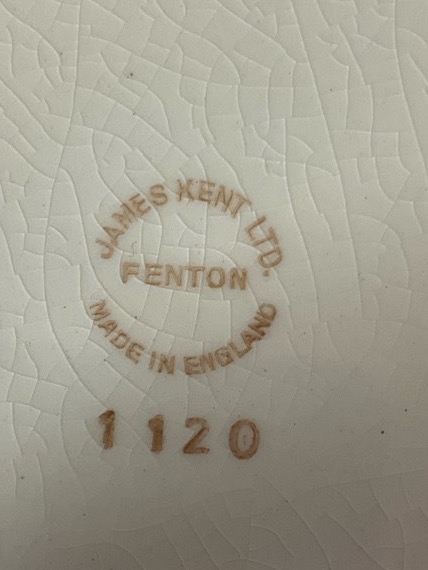 JAMES KENT LTD.
FENTON
MADE IN ENGLAND
1120